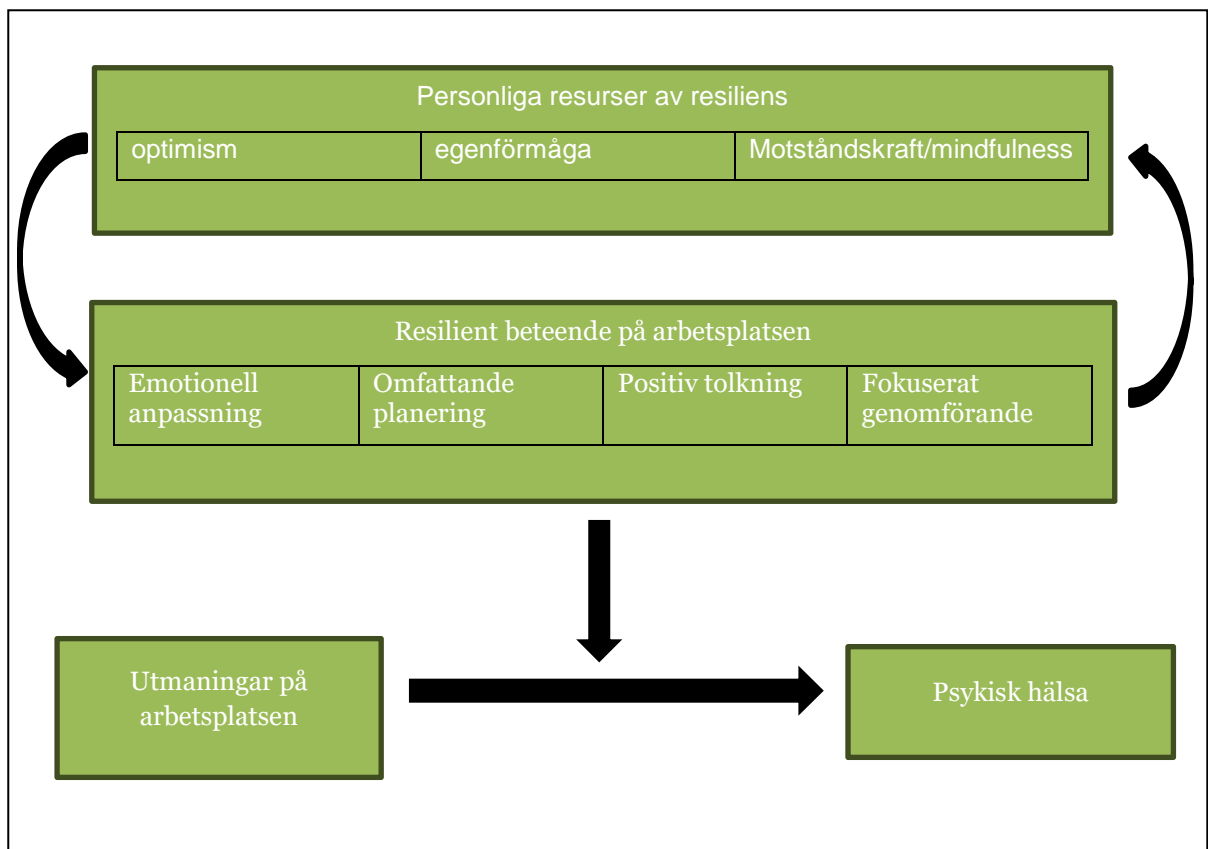 Personliga resurser av resiliens
optimism
egenförmåga
Motståndskraft/mindfulness
Resilient beteende på arbetsplatsen
Emotionell
anpassning
Omfattande
planering
Positiv tolkning
Fokuserat
genomförande
Utmaningar på
arbetsplatsen
Psykisk hälsa